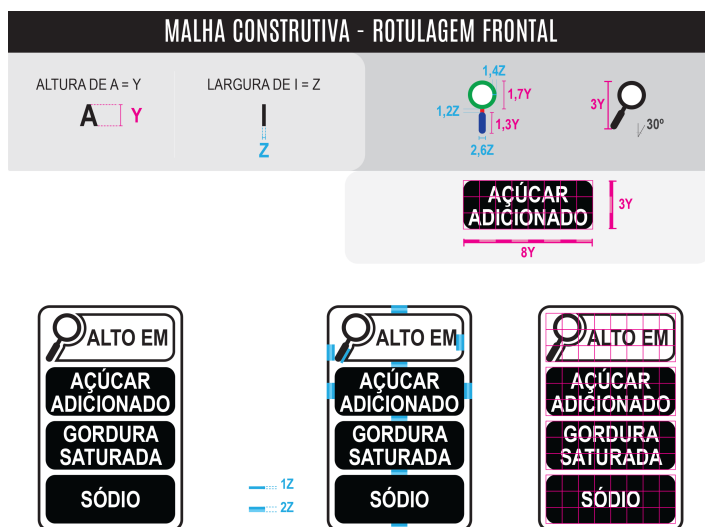 MALHA CONSTRUTIVA - ROTULAGEM FRONTAL
ALTURA DE A = Y
A
Y
LARGURA DE I = Z
I
Z
1,4Z
1,7Y
1,2Z
1,3Y
2,6Z
3Y
30º
AÇÚCAR
ADICIONADO
3Y
8Y
ALTO EM
AÇÚCAR
ADICIONADO
GORDURA
SATURADA
SÓDIO
1Z
2Z
ALTO EM
AÇÚCAR
ADICIONADO
GORDURA
SATURADA
SÓDIO
ALTO EM
AÇÚCAR
ADICIONADO
GORDURA
SATURADA
SÓDIO